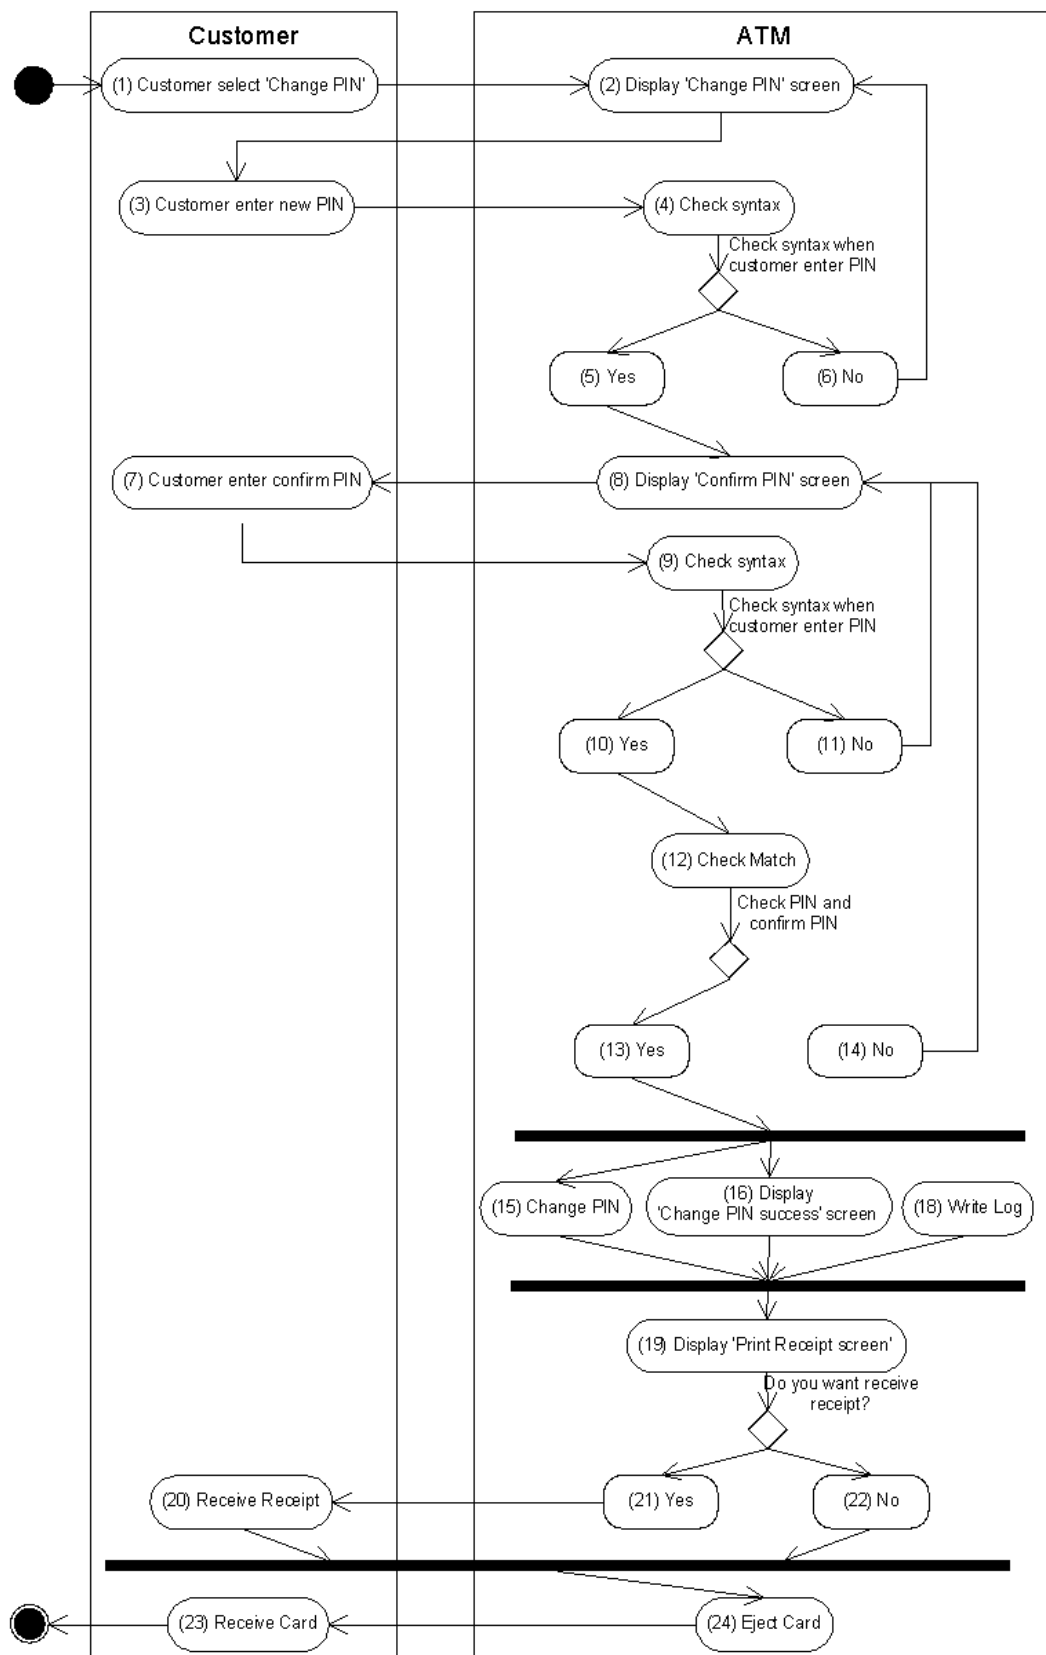 Customer
ATM
(1) Customer select 'Change PIN'
(2) Display 'Change PIN' screen
(3) Customer enter new PIN
(4) Check syntax
Check syntax when
customer enter PIN
(5) Yes
(6) No
(7) Customer enter confirm PIN
(8) Display 'Confirm PIN' screen
(9) Check syntax
Check syntax when
customer enter PIN
(10) Yes
(11) No
(12) Check Match
Check PIN and
confirm PIN
(13) Yes
(14) No
(15) Change PIN
(16) Display
'Change PIN success' screen
(18) Write Log
(19) Display 'Print Receipt screen'
Do you want receive
receipt?
(20) Receive Receipt
(21) Yes
(22) No
(23) Receive Card
(24) Eject Card